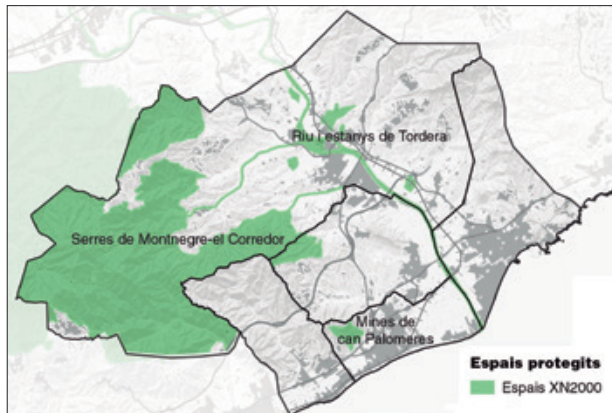 Riu i estanys de Tordera
Serres de Montnegre-el Corredor
Mines de
can Palomeres
Espais protegits
Espais XN2000